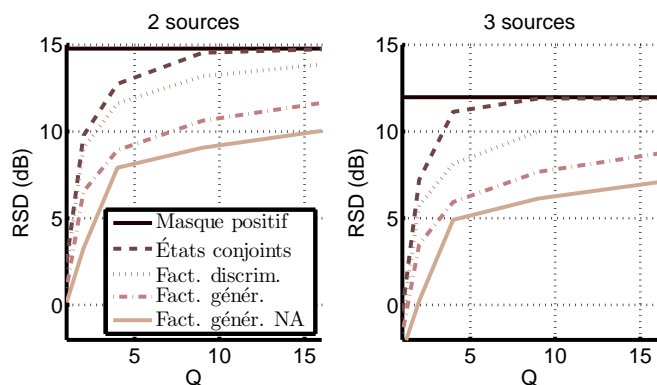 2 sources
3 sources
15
10
5
0
RSD (dB)
Masque positif
États conjoints
Fact. discrim.
Fact. génér.
Fact. génér. NA
5
10
15
Q
15
10
5
0
RSD (dB)
5
10
15
Q